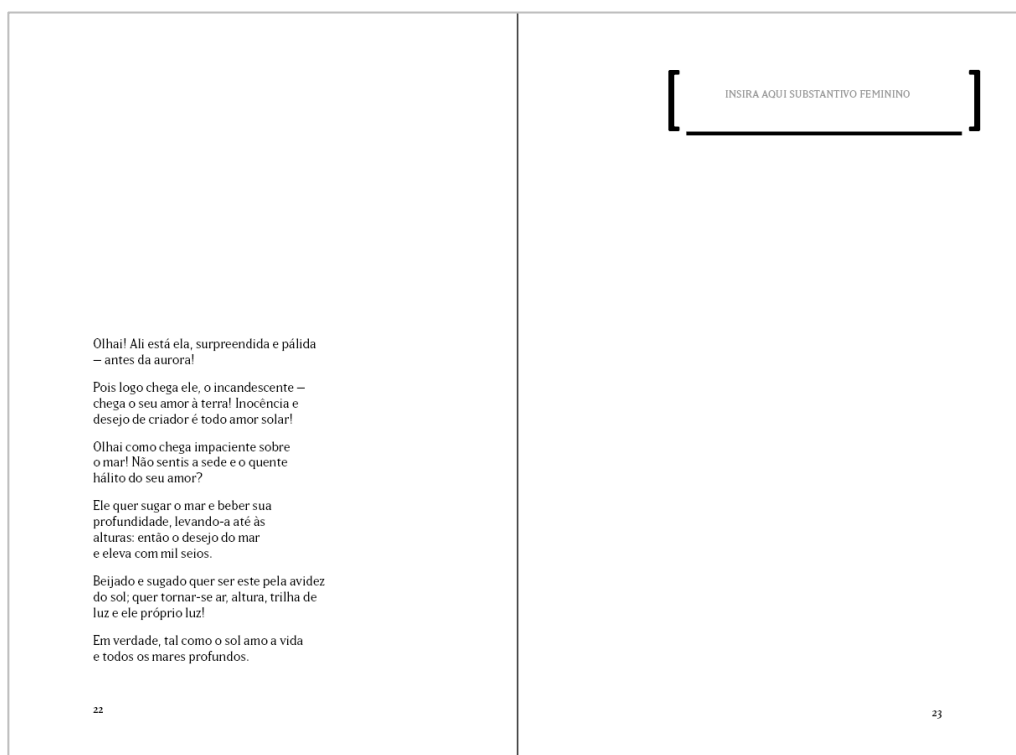 Olhai! Ali está ela, surpreendida e pálida
— antes da aurora!
Pois logo chega ele, o incandescente —
chega o seu amor à terra! Inocência e
desejo de criador é todo amor solar!
Olhai como chega impaciente sobre
o mar! Não sentis a sede e o quente
hálito do seu amor?
Ele quer sugar o mar e beber sua
profundidade, levando-a até às
alturas: então o desejo do mar
e eleva com mil seios.
Beijado e sugado quer ser este pela avidez
do sol; quer tornar-se ar, altura, trilha de
luz e ele próprio luz!
Em verdade, tal como o sol amo a vida
e todos os mares profundos.
22
[ INSIRA AQUI SUBSTANTIVO FEMININO ]
23